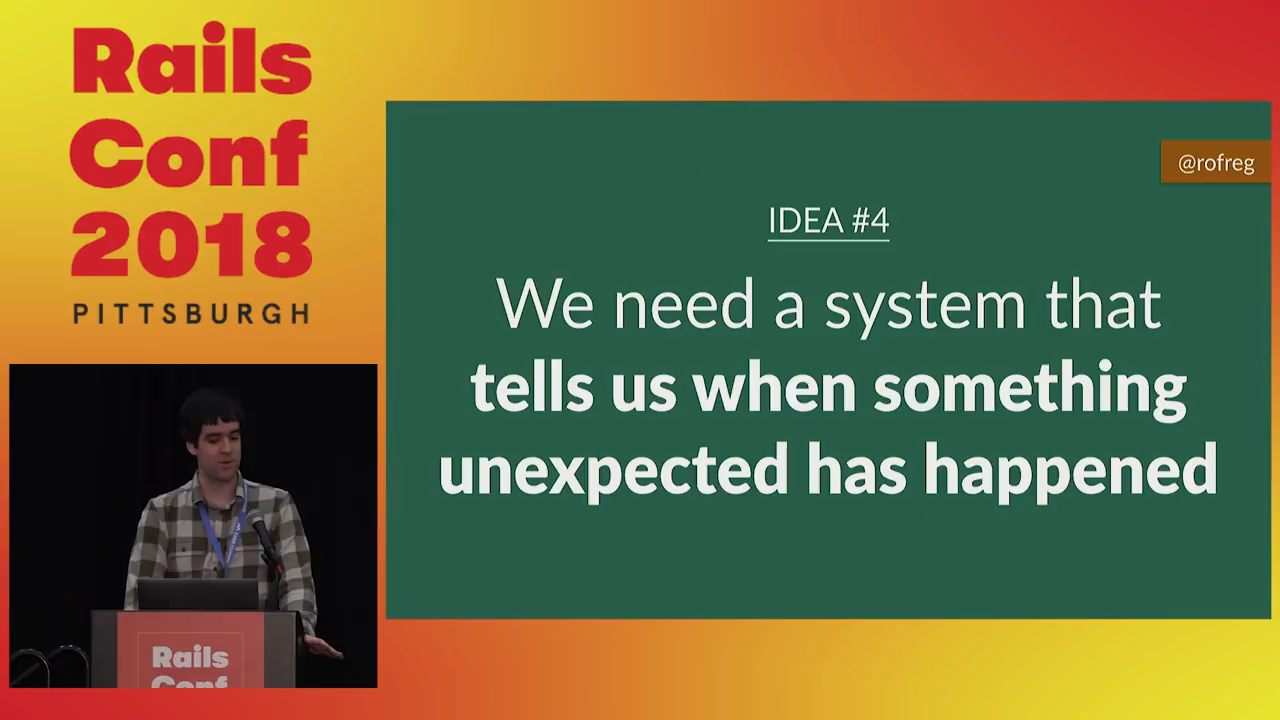 Rails
Conf
2018
PITTSBURGH
@rofreg
IDEA #4
We need a system that
tells us when something
unexpected has happened
Rails
Conf